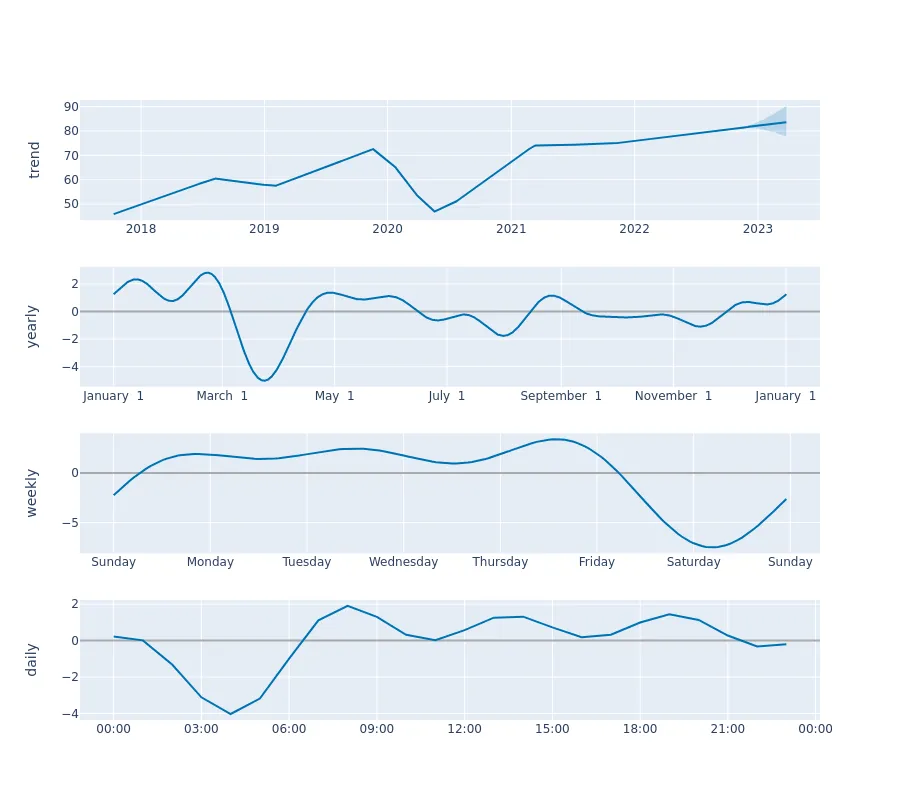 trend
90
80
70
60
50
2018 2019 2020 2021 2022 2023
yearly
2
0
−2
−4
January 1 March 1 May 1 July 1 September 1 November 1 January 1
weekly
0
−5
Sunday Monday Tuesday Wednesday Thursday Friday Saturday Sunday
daily
2
0
−2
−4
00:00 03:00 06:00 09:00 12:00 15:00 18:00 21:00 00:00